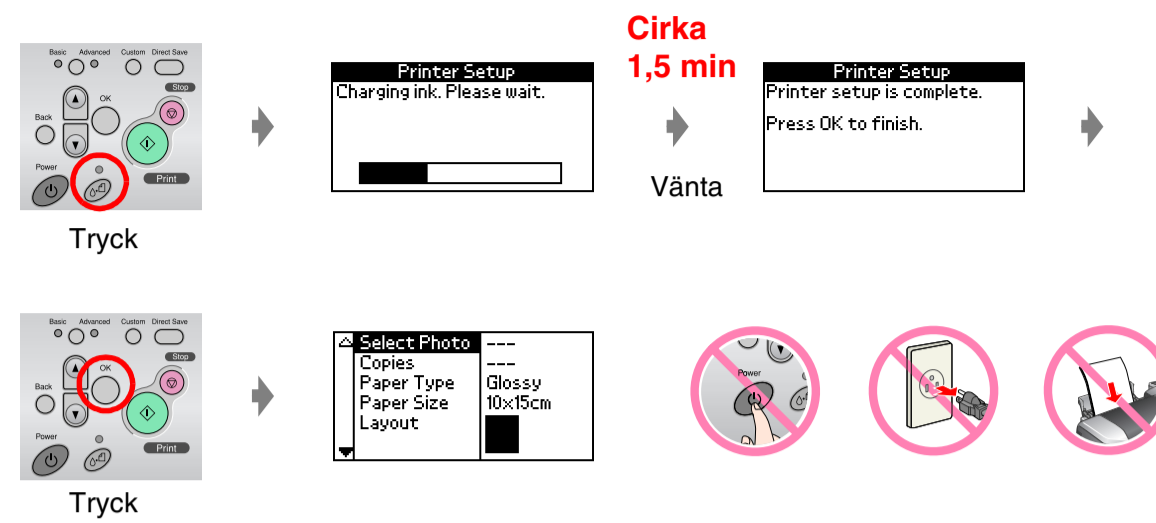 Basic Advanced Custom Direct Save
Stop
OK
Back
Power
Print
Tryck
Printer Setup
Charging ink. Please wait.
Cirka
1,5 min
Vänta
Printer Setup
Printer setup is complete.
Press OK to finish.
Basic Advanced Custom Direct Save
Stop
OK
Back
Power
Print
Tryck
Select Photo ---
Copies ---
Paper Type Glossy
Paper Size 10x15cm
Layout
Power